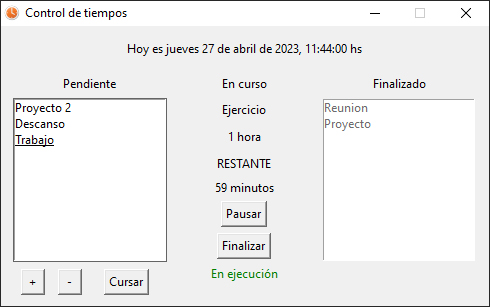 Control de tiempos
Hoy es jueves 27 de abril de 2023, 11:44:00 hs
Pendiente
En curso
Finalizado
Proyecto 2
Descanso
Trabajo
Ejercicio
1 hora
RESTANTE
59 minutos
Pausar
Finalizar
En ejecución
Reunion
Proyecto
+
-
Cursar